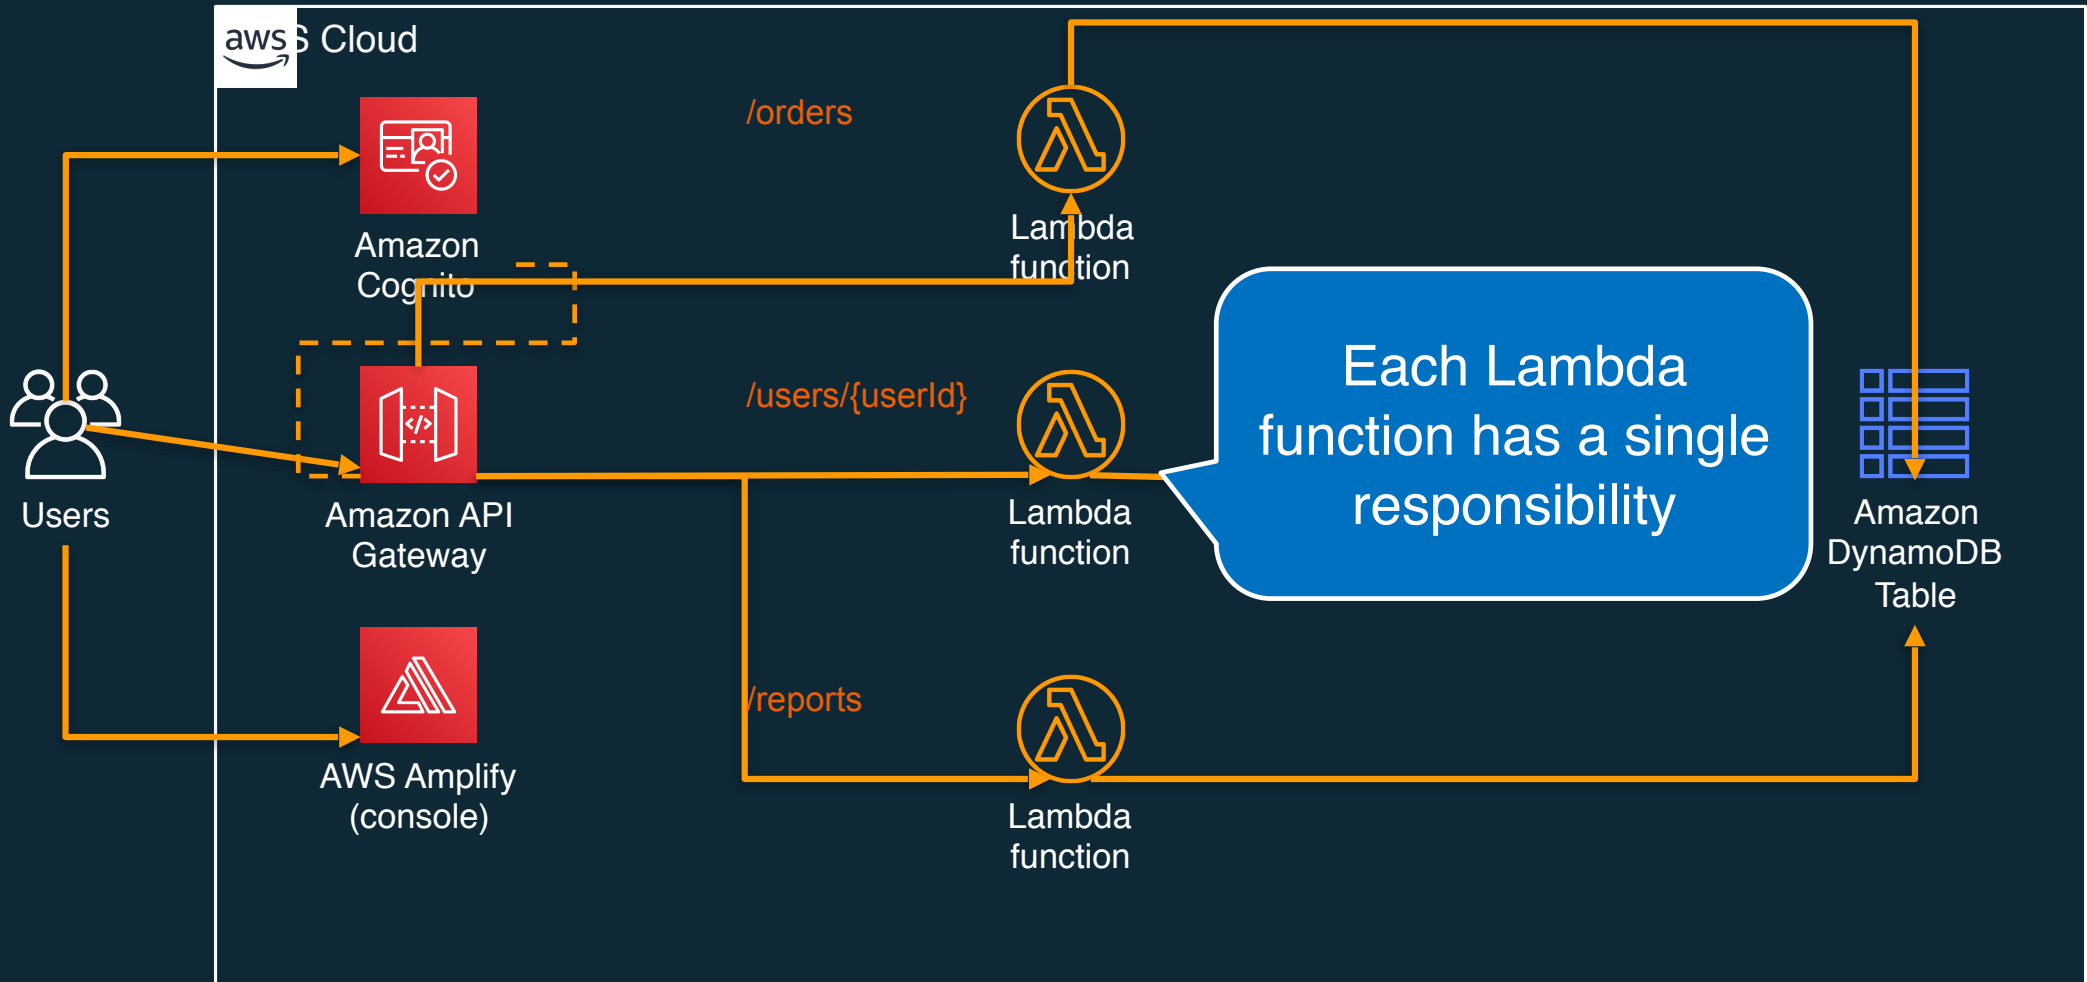 aws
S Cloud
/orders
Amazon
Cognito
Lambda
function
Each Lambda
function has a single
responsibility
/users/{userId}
Users
Amazon API
Gateway
Lambda
function
Amazon
DynamoDB
Table
/reports
AWS Amplify
(console)
Lambda
function